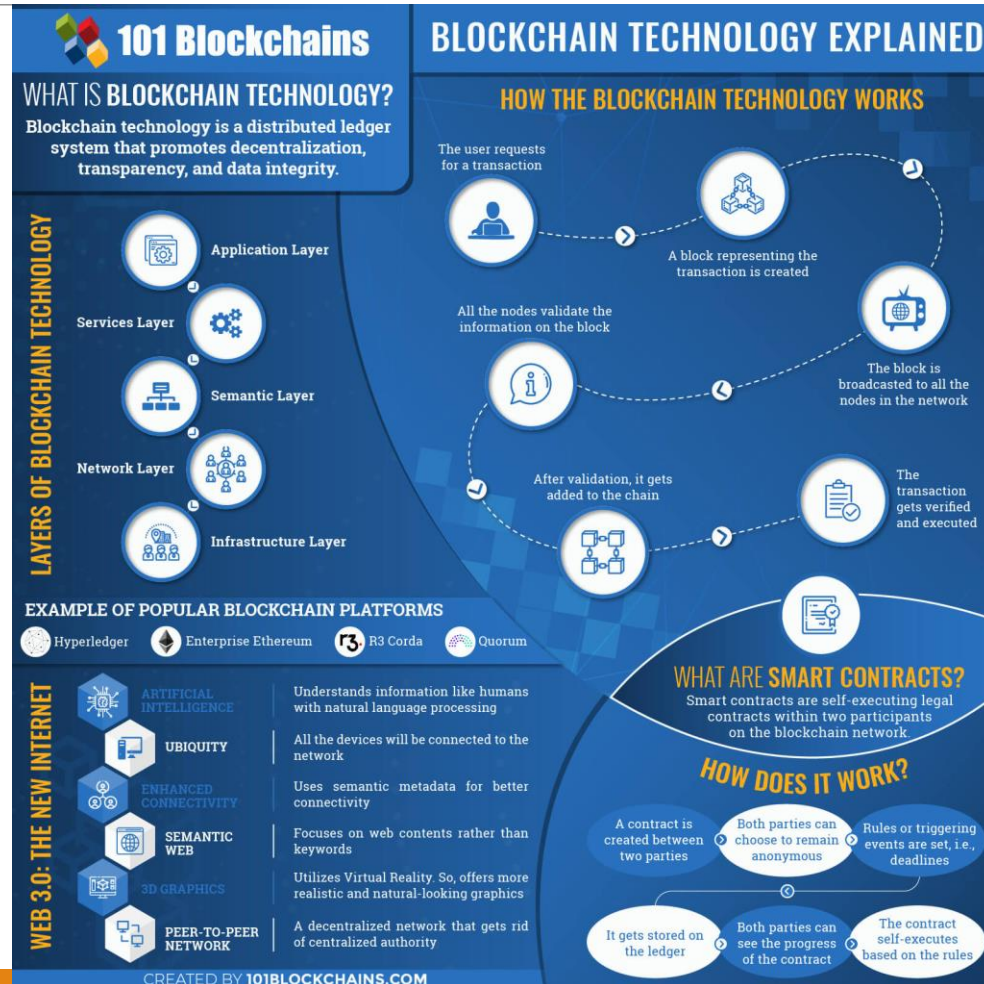 101 Blockchains
BLOCKCHAIN TECHNOLOGY EXPLAINED
WHAT IS BLOCKCHAIN TECHNOLOGY?
Blockchain technology is a distributed ledger
system that promotes decentralization,
transparency, and data integrity.
LAYERS OF BLOCKCHAIN TECHNOLOGY
Application Layer
Services Layer
Semantic Layer
Network Layer
Infrastructure Layer
EXAMPLE OF POPULAR BLOCKCHAIN PLATFORMS
Hyperledger
Enterprise Ethereum
r3.
R3 Corda
Quorum
WEB 3.0: THE NEW INTERNET
ARTIFICIAL
INTELLIGENCE
Understands information like humans
with natural language processing
UBIQUITY
All the devices will be connected to the
network
ENHANCED
CONNECTIVITY
Uses semantic metadata for better
connectivity
SEMANTIC
WEB
Focuses on web contents rather than
keywords
3D GRAPHICS
Utilizes Virtual Reality. So, offers more
realistic and natural-looking graphics
PEER-TO-PEER
NETWORK
A decentralized network that gets rid
of centralized authority
CREATED BY 101BLOCKCHAINS.COM
HOW THE BLOCKCHAIN TECHNOLOGY WORKS
The user requests
for a transaction
A block representing the
transaction is created
The block is
broadcasted to all the
nodes in the network
All the nodes validate the
information on the block
After validation, it gets
added to the chain
The
transaction
gets verified
and executed
WHAT ARE SMART CONTRACTS?
Smart contracts are self-executing legal
contracts within two participants
on the blockchain network.
HOW DOES IT WORK?
A contract is
created between
two parties
Both parties can
choose to remain
anonymous
Rules or triggering
events are set, i.e.,
deadlines
It gets stored on
the ledger
Both parties can
see the progress
of the contract
The contract
self-executes
based on the rules